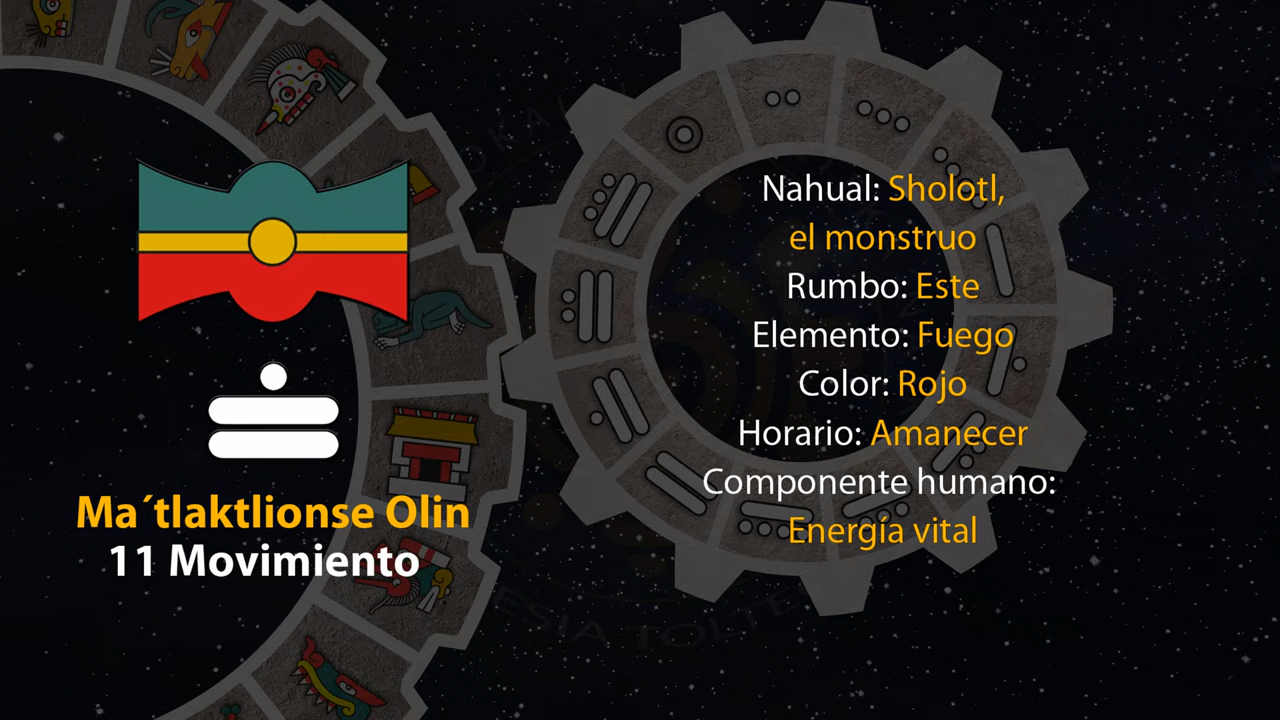 Ma´tlaktlionse Olin
11 Movimiento
Nahual: Sholotl,
el monstruo
Rumbo: Este
Elemento: Fuego
Color: Rojo
Horario: Amanecer
Componente humano:
Energía vital